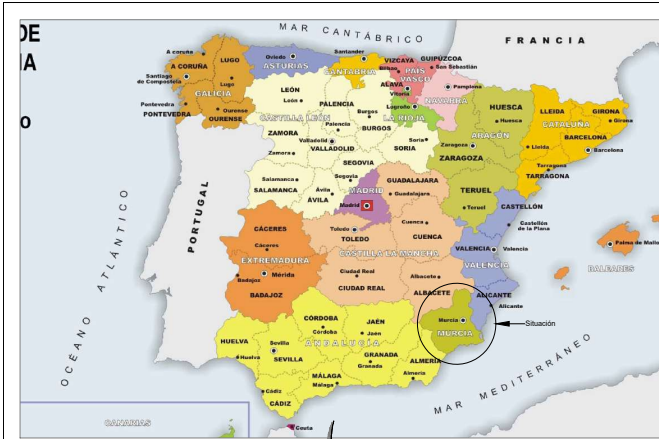 DE
MAR CANTÁBRICO
FRANCIA
A coruña
A CORUÑA
LUGO
Lugo
Santiago
de Compostela
GALICIA
Pontevedra
PONTEVEDRA
Ourense
OURENSE
Oviedo
ASTURIAS
Santander
CANTABRIA
VIZCAYA
Bilbao
GUIPÚZCOA
San Sebastián
PAIS
VASCO
ALAVA
Vitoria
Pamplona
NAVARRA
Logroño
LA RIOJA
LEÓN
León
PALENCIA
Palencia
Burgos
BURGOS
CASTILLA LEÓN
ZAMORA
Zamora
Valladolid
VALLADOLID
Soria
SORIA
SEGOVIA
Segovia
Salamanca
SALAMANCA
Ávila
ÁVILA
HUESCA
Huesca
ARAGÓN
Zaragoza
ZARAGOZA
TERUEL
Teruel
LLEIDA
Lleida
GIRONA
Girona
CATALUÑA
BARCELONA
Barcelona
Tarragona
TARRAGONA
MADRID
Madrid
GUADALAJARA
Guadalajara
Cuenca
CUENCA
Toledo
TOLEDO
CASTILLA LA MANCHA
Ciudad Real
CIUDAD REAL
Albacete
ALBACETE
CASTELLÓN
Castellón
de la Plana
VALENCIA
Valencia
VALENCIA
ALICANTE
Alicante
Palma de Mallo
BALEARES
OCÉANO ATLÁNTICO
PORTUGAL
CÁCERES
Cáceres
EXTREMADURA
Badajoz
Mérida
BADAJOZ
Murcia
MURCIA
Situación
CÓRDOBA
Córdoba
JAÉN
Jaén
ANDALUCÍA
HUELVA
Huelva
Sevilla
SEVILLA
GRANADA
Granada
ALMERÍA
Almería
MÁLAGA
Málaga
Cádiz
CÁDIZ
MAR MEDITERRÁNEO
CANARIAS
Ceuta